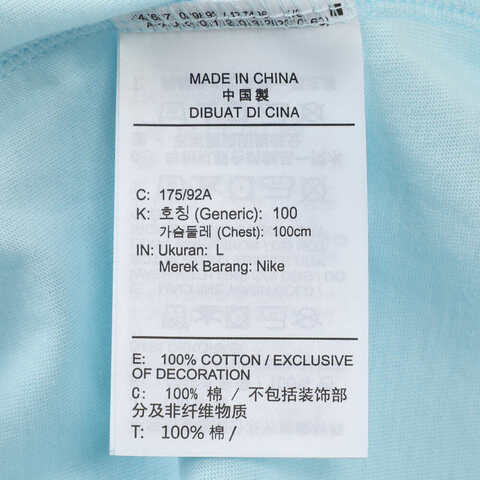 MADE IN CHINA
中国製
DIBUAT DI CINA
C: 175/92A
K: 호칭 (Generic): 100
가슴둘레 (Chest): 100cm
IN: Ukuran: L
Merek Barang: Nike
E: 100% COTTON / EXCLUSIVE
OF DECORATION
C: 100% 棉 / 不包括装饰部
分及非纤维物质
T: 100% 棉 /